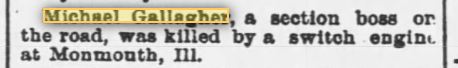 Michael Gallagher, a section boss on
the road, was killed by a switch engine
at Monmouth, Ill.